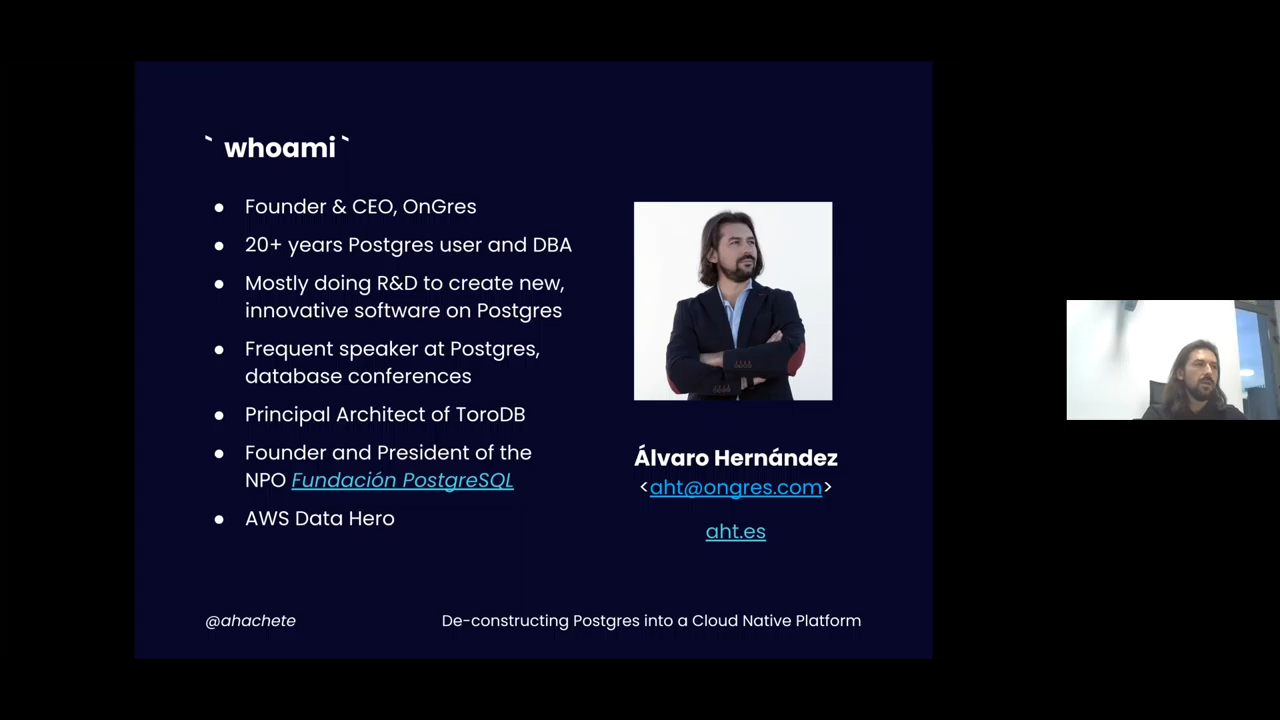 ` whoami `
● Founder & CEO, OnGres
● 20+ years Postgres user and DBA
● Mostly doing R&D to create new,
innovative software on Postgres
● Frequent speaker at Postgres,
database conferences
● Principal Architect of ToroDB
● Founder and President of the
NPO Fundación PostgreSQL
● AWS Data Hero
Álvaro Hernández
<aht@ongres.com>
aht.es
@ahachete
De-constructing Postgres into a Cloud Native Platform